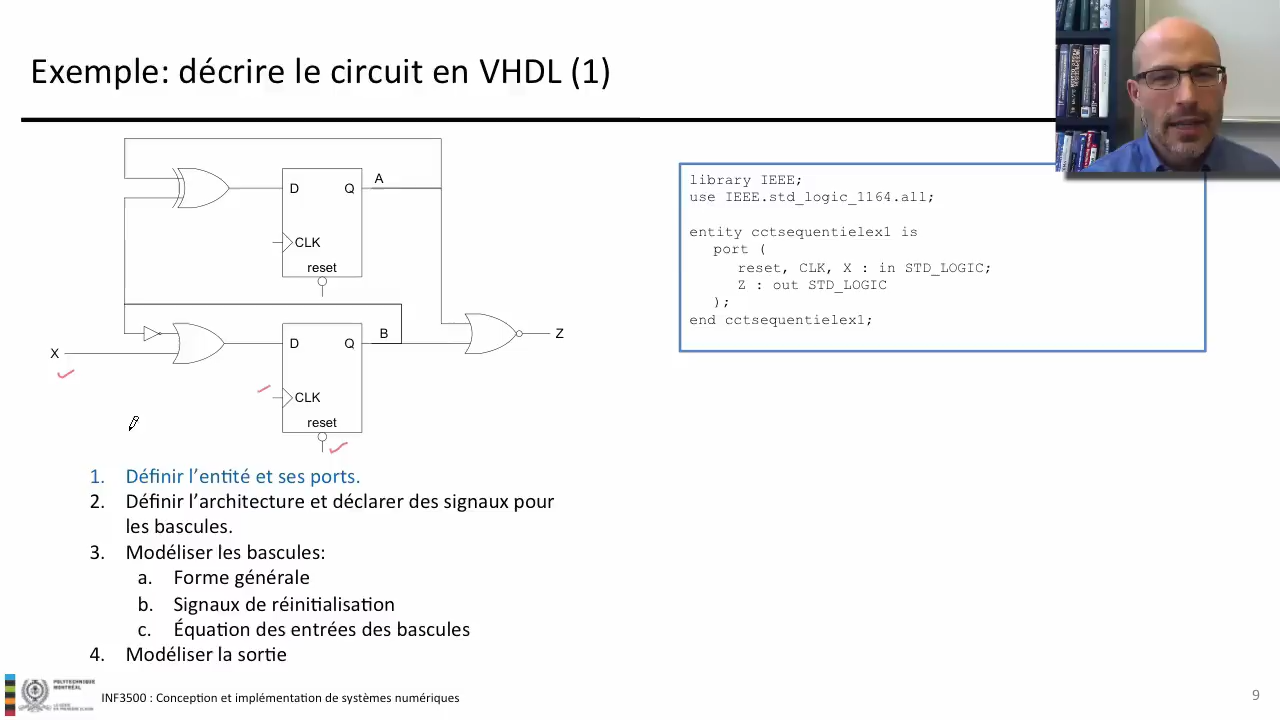 Exemple: décrire le circuit en VHDL (1)
A
D Q
CLK
reset
B
D Q
Z
X
CLK
reset
library IEEE;
use IEEE.std_logic_1164.all;
entity cctsequentielex1 is
port (
reset, CLK, X : in STD_LOGIC;
Z : out STD_LOGIC
);
end cctsequentielex1;
1. Définir l'entité et ses ports.
2. Définir l'architecture et déclarer des signaux pour
les bascules.
3. Modéliser les bascules:
a. Forme générale
b. Signaux de réinitialisation
c. Équation des entrées des bascules
4. Modéliser la sortie
POLYTECHNIQUE
MONTRÉAL
INF3500 : Conception et implémentation de systèmes numériques
9